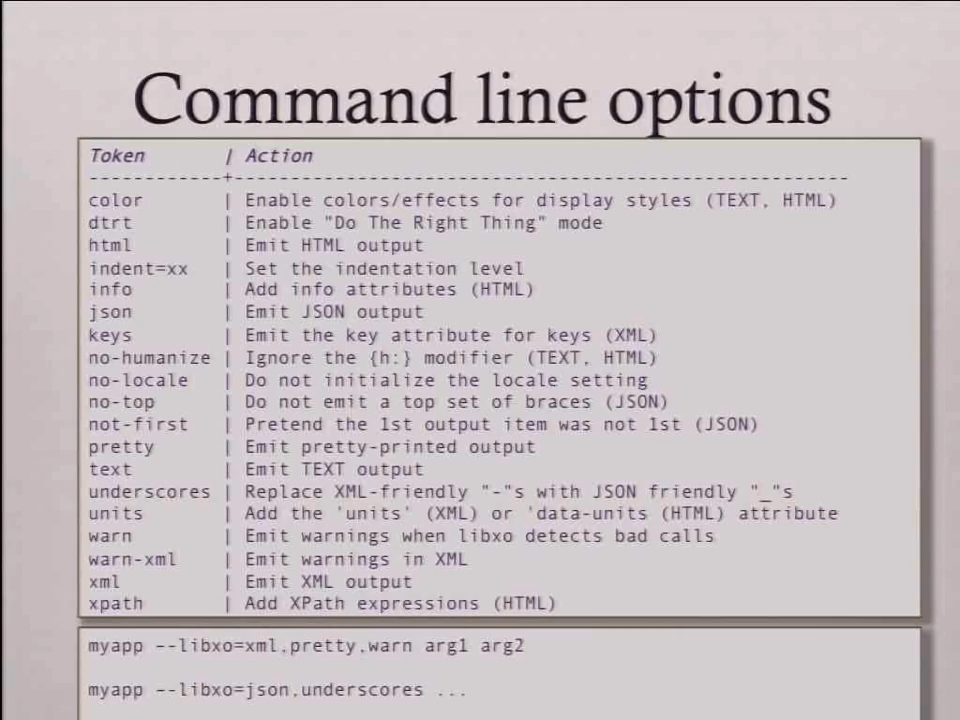 Command line options
Token | Action
------------+-------------------------------------------------------
color | Enable colors/effects for display styles (TEXT, HTML)
dtrt | Enable "Do The Right Thing" mode
html | Emit HTML output
indent=xx | Set the indentation level
info | Add info attributes (HTML)
json | Emit JSON output
keys | Emit the key attribute for keys (XML)
no-humanize | Ignore the {h:} modifier (TEXT, HTML)
no-locale | Do not initialize the locale setting
no-top | Do not emit a top set of braces (JSON)
not-first | Pretend the 1st output item was not 1st (JSON)
pretty | Emit pretty-printed output
text | Emit TEXT output
underscores | Replace XML-friendly "-"s with JSON friendly "_"s
units | Add the 'units' (XML) or 'data-units (HTML) attribute
warn | Emit warnings when libxo detects bad calls
warn-xml | Emit warnings in XML
xml | Emit XML output
xpath | Add XPath expressions (HTML)
myapp --libxo=xml,pretty,warn arg1 arg2
myapp --libxo=json,underscores ...